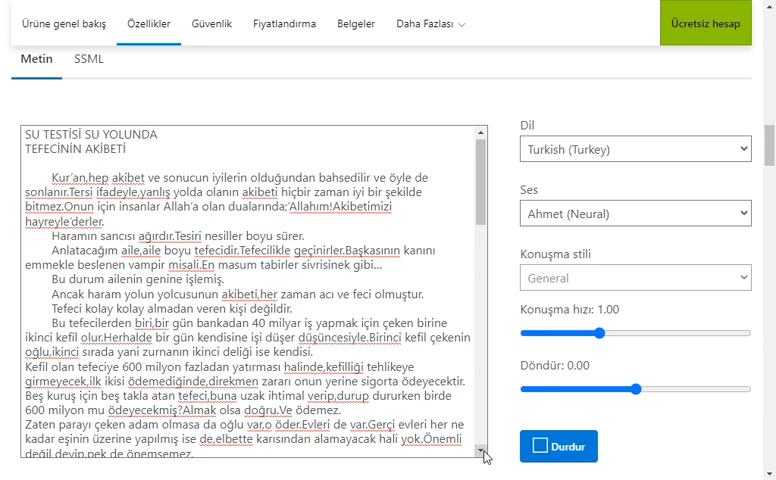 Ürüne genel bakış
Özellikler
Güvenlik
Fiyatlandırma
Belgeler
Daha Fazlası
Ücretsiz hesap
Metin
SSML
SU TESTİSİ SU YOLUNDA
TEFECİNİN AKİBETİ
Kur’an,hep akibet ve sonucun iyilerin olduğundan bahsedilir ve öyle de
sonlanır.Tersi ifadeyle,yanlış yolda olanın akibeti hiçbir zaman iyi bir şekilde
bitmez.Onun için insanlar Allah’a olan dualarında;’Allahım!Akibetimizi
hayreyle’derler.
Haramın sancısı ağırdır.Tesiri nesiller boyu sürer.
Anlatacağım aile,aile boyu tefecidir.Tefecilikle geçinirler.Başkasının kanını
emmekle beslenen vampir misali.En masum tabirler sivrisinek gibi…
Bu durum ailenin genine işlemiş.
Ancak haram yolun yolcusunun akibeti,her zaman acı ve feci olmuştur.
Tefeci kolay kolay almadan veren kişi değildir.
Bu tefecilerden biri,bir gün bankadan 40 milyar iş yapmak için çeken birine
ikinci kefil olur.Herhalde bir gün kendisine işi düşer düşüncesiyle.Birinci kefil çekenin
oğlu,ikinci sırada yani zurnanın ikinci deliği ise kendisi.
Kefil olan tefeciye 600 milyon fazladan yatırması halinde,kefilliği tehlikeye
girmeyecek,ilk ikisi ödemediğinde,direkmen zararı onun yerine sigorta ödeyecektir.
Beş kuruş için beş takla atan tefeci,buna uzak ihtimal verip,durup dururken birde
600 milyon mu ödeyecekmiş?Almak olsa doğru.Ve ödemez.
Zaten parayı çeken adam olmasa da oğlu var,o öder.Evleri de var.Gerçi evleri her ne
kadar eşinin üzerine yapılmış ise de,elbette karısından alamayacak hali yok.Önemli
değil deyip,pek de önemsemez.
Dil
Turkish (Turkey)
Ses
Ahmet (Neural)
Konuşma stili
General
Konuşma hızı: 1.00
Döndür: 0.00
Durdur